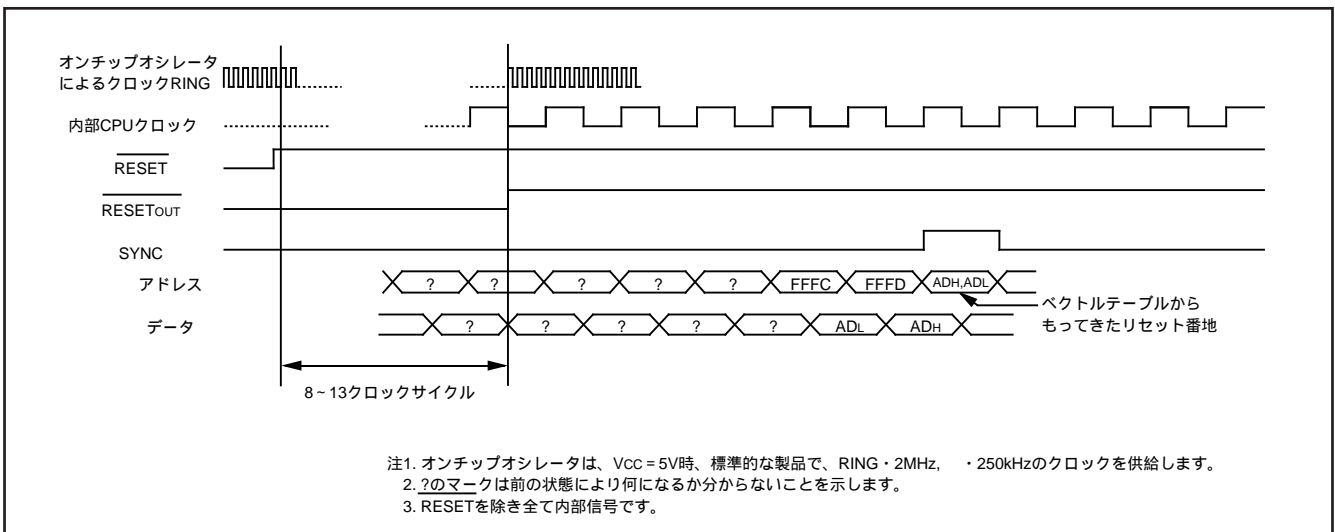 オンチップオシレータ
によるクロックRING
内部CPUクロック
RESET
RESETOUT
SYNC
アドレス
? ? ? ? ? FFFC FFFD ADH,ADL
データ
? ? ? ? ? ADL ADH
ベクトルテーブルから
もってきたリセット番地
8~13クロックサイクル
注1. オンチップオシレータは、VCC = 5V時、標準的な製品で、RING・2MHz, ・250kHzのクロックを供給します。
2. ?のマークは前の状態により何になるか分からないことを示します。
3. RESETを除き全て内部信号です。